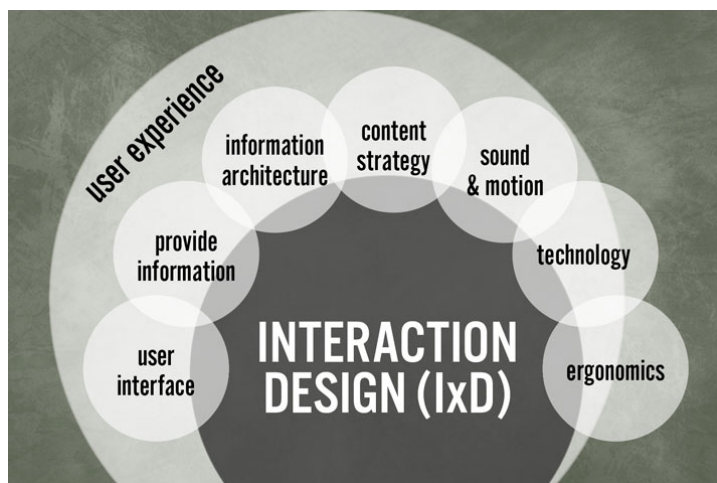 user experience
information
architecture
content
strategy
sound
& motion
provide
information
technology
user
interface
ergonomics
INTERACTION
DESIGN (IxD)